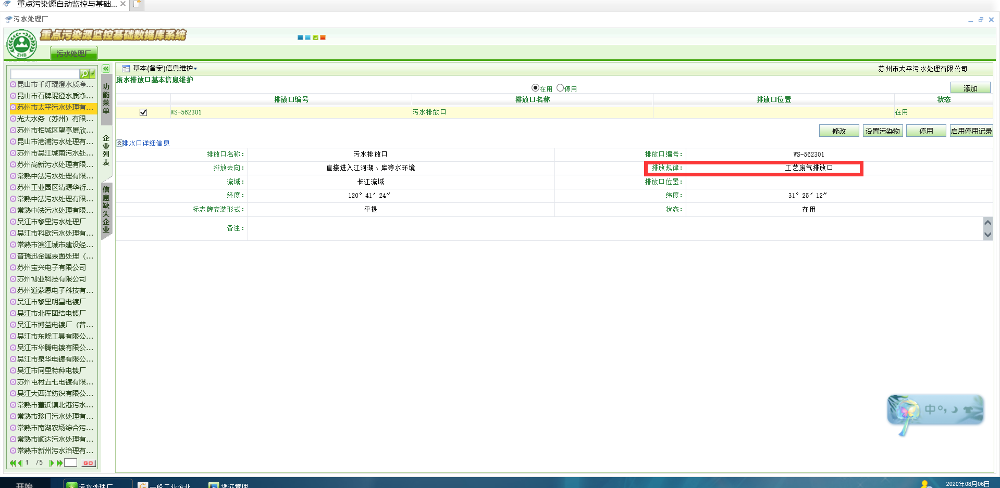 重点污染源自动监控与基础...
污水处理厂
重点污染源监控基础数据库系统
ZHB
污水处理厂
基本(备案)信息维护
苏州市太平污水处理有限公司
废水排放口基本信息维护
在用 停用
添加
排放口编号 排放口名称 排放口位置 状态
WS-562301 污水排放口 在用
修改 设置污染物 停用 启用停用记录
排水口详细信息
排放口名称： 污水排放口 排放口编号： WS-562301
排放去向： 直接进入江河湖、库等水环境 排放规律： 工艺废气排放口
流域： 长江流域 排放口位置：
经度： 120° 41′ 24″ 纬度： 31° 25′ 12″
标志牌安装形式： 平提 状态： 在用
备注：
功能菜单
企业列表
信息缺失企业
昆山市千灯琨澄水质净...
昆山市石牌琨澄水质净...
苏州市太平污水处理有...
光大水务（苏州）有限...
苏州市相城区望亭展欣...
昆山市港浦污水处理有...
苏州市吴江城南污水处...
苏州高新污水处理有限...
常熟中法污水处理有限...
苏州工业园区清源华衍...
常熟中法污水处理有限...
常熟中法污水处理有限...
吴江市黎里污水处理厂
吴江市科欧污水处理有...
常熟市滨江城市建设经...
普瑞迅金属表面处理（...
苏州宝兴电子有限公司
苏州博亚科技有限公司
苏州道蒙恩电子科技有...
吴江市黎里明星电镀厂
吴江市北厍团结电镀厂
吴江市博益电镀厂（普...
吴江市东晓工具有限公...
吴江市华腾电镀有限公...
吴江市泉华电镀有限公...
吴江市同里特种电镀厂
苏州屯村五七电镀有限...
吴江大西洋纺织有限公...
常熟市董浜镇北港污水...
常熟市珍门污水处理有...
常熟市南湖农场综合污...
常熟市顺达污水处理有...
常熟市新州污水治理有...
1 /5 GO
中
开始 污水处理厂 一般工业企业 凭证管理 2020年08月06日